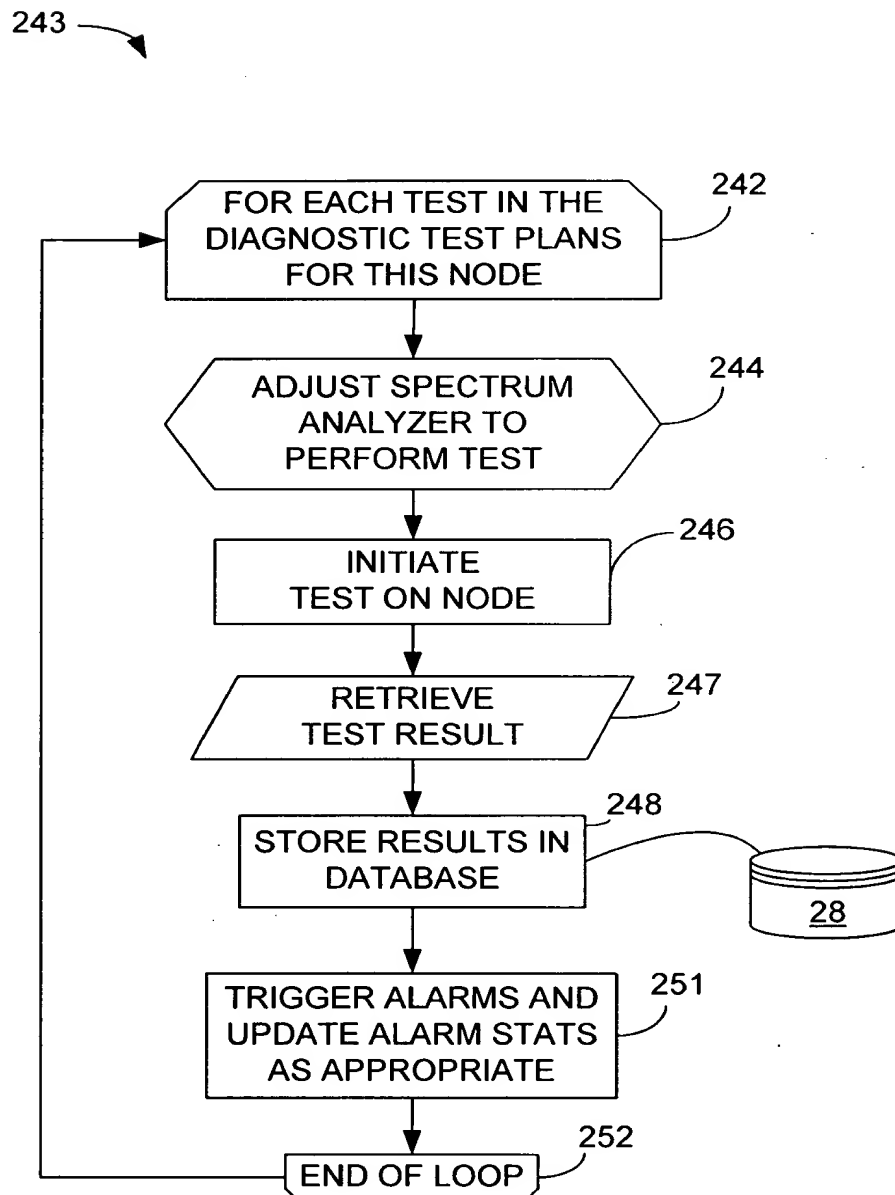 243
FOR EACH TEST IN THE
DIAGNOSTIC TEST PLANS
FOR THIS NODE
242
ADJUST SPECTRUM
ANALYZER TO
PERFORM TEST
244
INITIATE
TEST ON NODE
246
RETRIEVE
TEST RESULT
247
STORE RESULTS IN
DATABASE
248
28
TRIGGER ALARMS AND
UPDATE ALARM STATS
AS APPROPRIATE
251
END OF LOOP
252